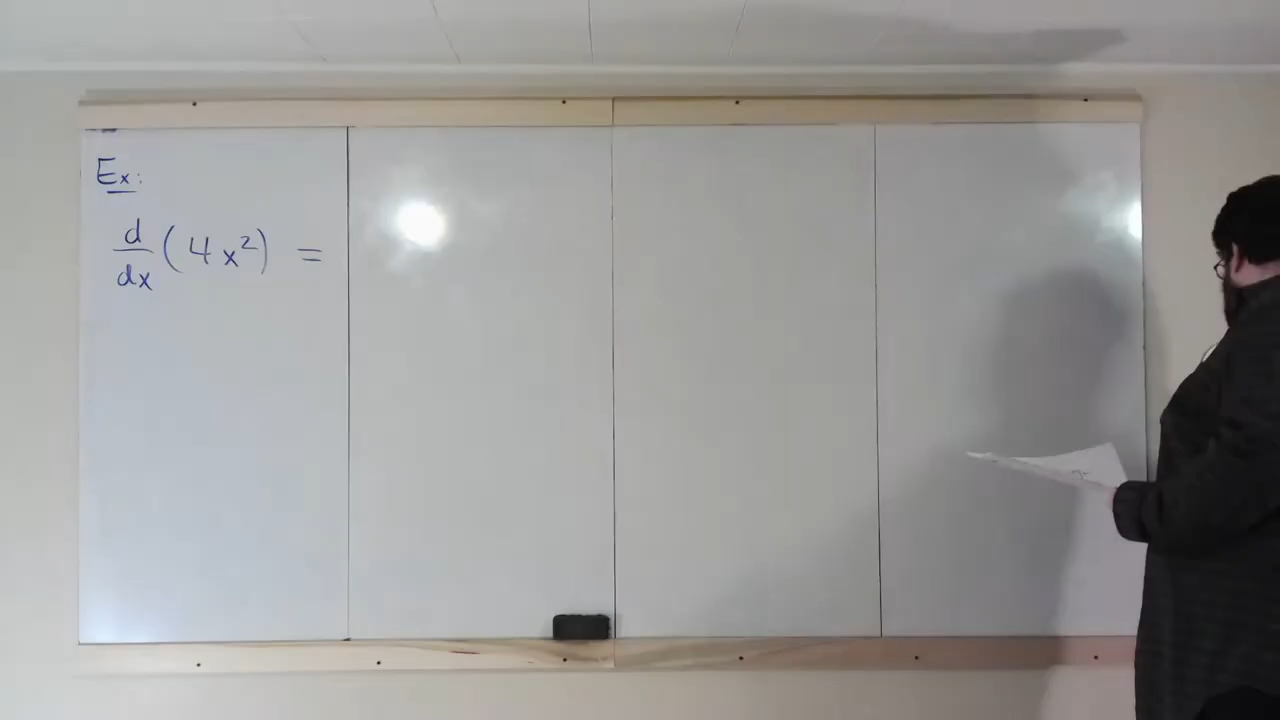 Ex:
d/dx (4x²) =